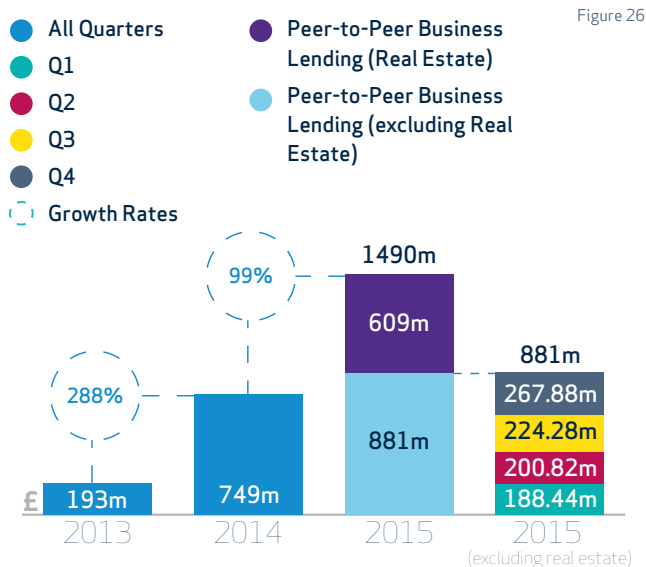 Figure 26
All Quarters
Q1
Q2
Q3
Q4
Growth Rates
Peer-to-Peer Business
Lending (Real Estate)
Peer-to-Peer Business
Lending (excluding Real
Estate)
1490m
99%
609m
881m
288%
267.88m
881m
224.28m
200.82m
193m
749m
188.44m
£
2013
2014
2015
2015
(excluding real estate)